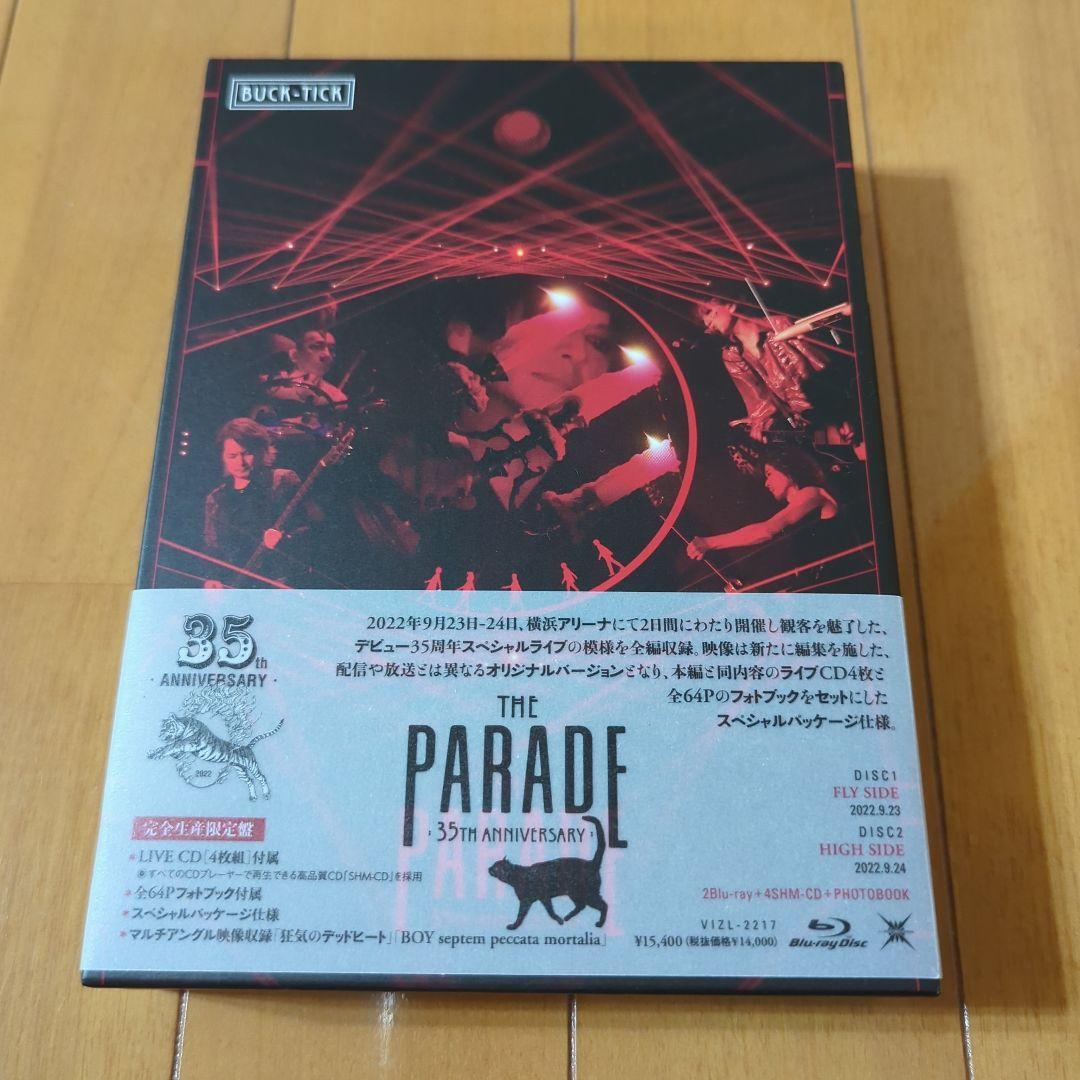 BUCK-TICK
35th
・ANNIVERSARY・
2022
2022年9月23日-24日、横浜アリーナにて2日間にわたり開催し観客を魅了した、
デビュー35周年スペシャルライブの模様を全編収録。映像は新たに編集を施した、
配信や放送とは異なるオリジナルバージョンとなり、本編と同内容のライブCD4枚と
全64Pのフォトブックをセットにした
スペシャルパッケージ仕様。
THE
PARADE
・35TH ANNIVERSARY・
完全生産限定盤
*LIVE CD[4枚組]付属
※すべてのCDプレーヤーで再生できる高品質CD「SHM-CD」を採用
*全64Pフォトブック付属
*スペシャルパッケージ仕様
*マルチアングル映像収録「狂気のデッドヒート」「BOY septem peccata mortalia」
DISC1
FLY SIDE
2022.9.23
DISC2
HIGH SIDE
2022.9.24
2Blu-ray+4SHM-CD+PHOTOBOOK
VIZL-2217
¥15,400(税抜価格¥14,000)
Blu-ray Disc
PARADE